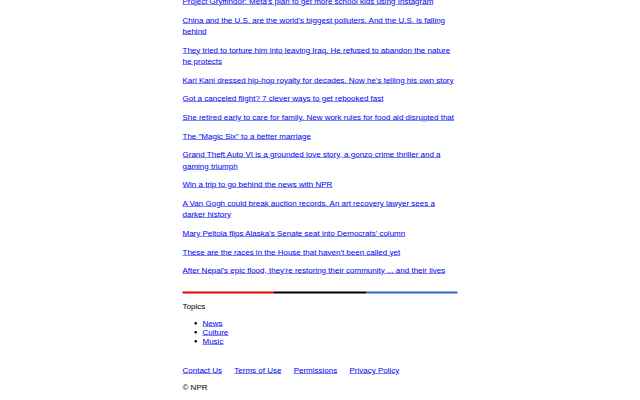 Project Gryffindor: Meta's plan to get more school kids using Instagram
China and the U.S. are the world's biggest polluters. And the U.S. is falling
behind
They tried to torture him into leaving Iraq. He refused to abandon the nature
he protects
Karl Kani dressed hip-hop royalty for decades. Now he's telling his own story
Got a canceled flight? 7 clever ways to get rebooked fast
She retired early to care for family. New work rules for food aid disrupted that
The "Magic Six" to a better marriage
Grand Theft Auto VI is a grounded love story, a gonzo crime thriller and a
gaming triumph
Win a trip to go behind the news with NPR
A Van Gogh could break auction records. An art recovery lawyer sees a
darker history
Mary Peltola flips Alaska's Senate seat into Democrats' column
These are the races in the House that haven't been called yet
After Nepal's epic flood, they're restoring their community ... and their lives
Topics
News
Culture
Music
Contact Us Terms of Use Permissions Privacy Policy
© NPR